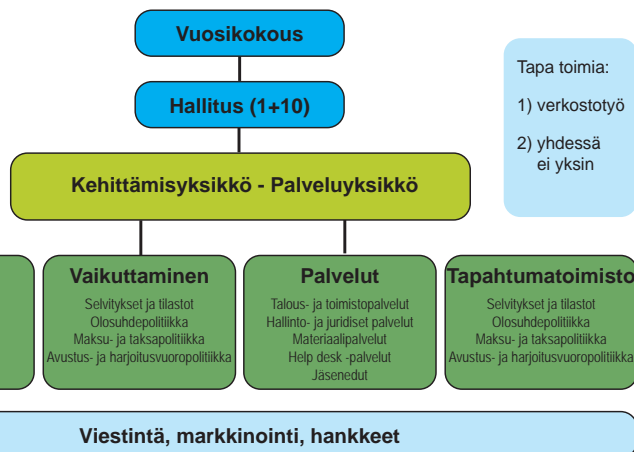 Vuosikokous
Hallitus (1+10)
Tapa toimia:
1) verkostotyö
2) yhdessä
ei yksin
Kehittämisyksikkö - Palveluyksikkö
Vaikuttaminen
Selvitykset ja tilastot
Olosuhdepolitiikka
Maksu- ja taksapolitiikka
Avustus- ja harjoitusvuoropolitiikka
Palvelut
Talous- ja toimistopalvelut
Hallinto- ja juridiset palvelut
Materiaalipalvelut
Help desk -palvelut
Jäsenedut
Tapahtumatoimisto
Selvitykset ja tilastot
Olosuhdepolitiikka
Maksu- ja taksapolitiikka
Avustus- ja harjoitusvuoropolitiikka
Viestintä, markkinointi, hankkeet